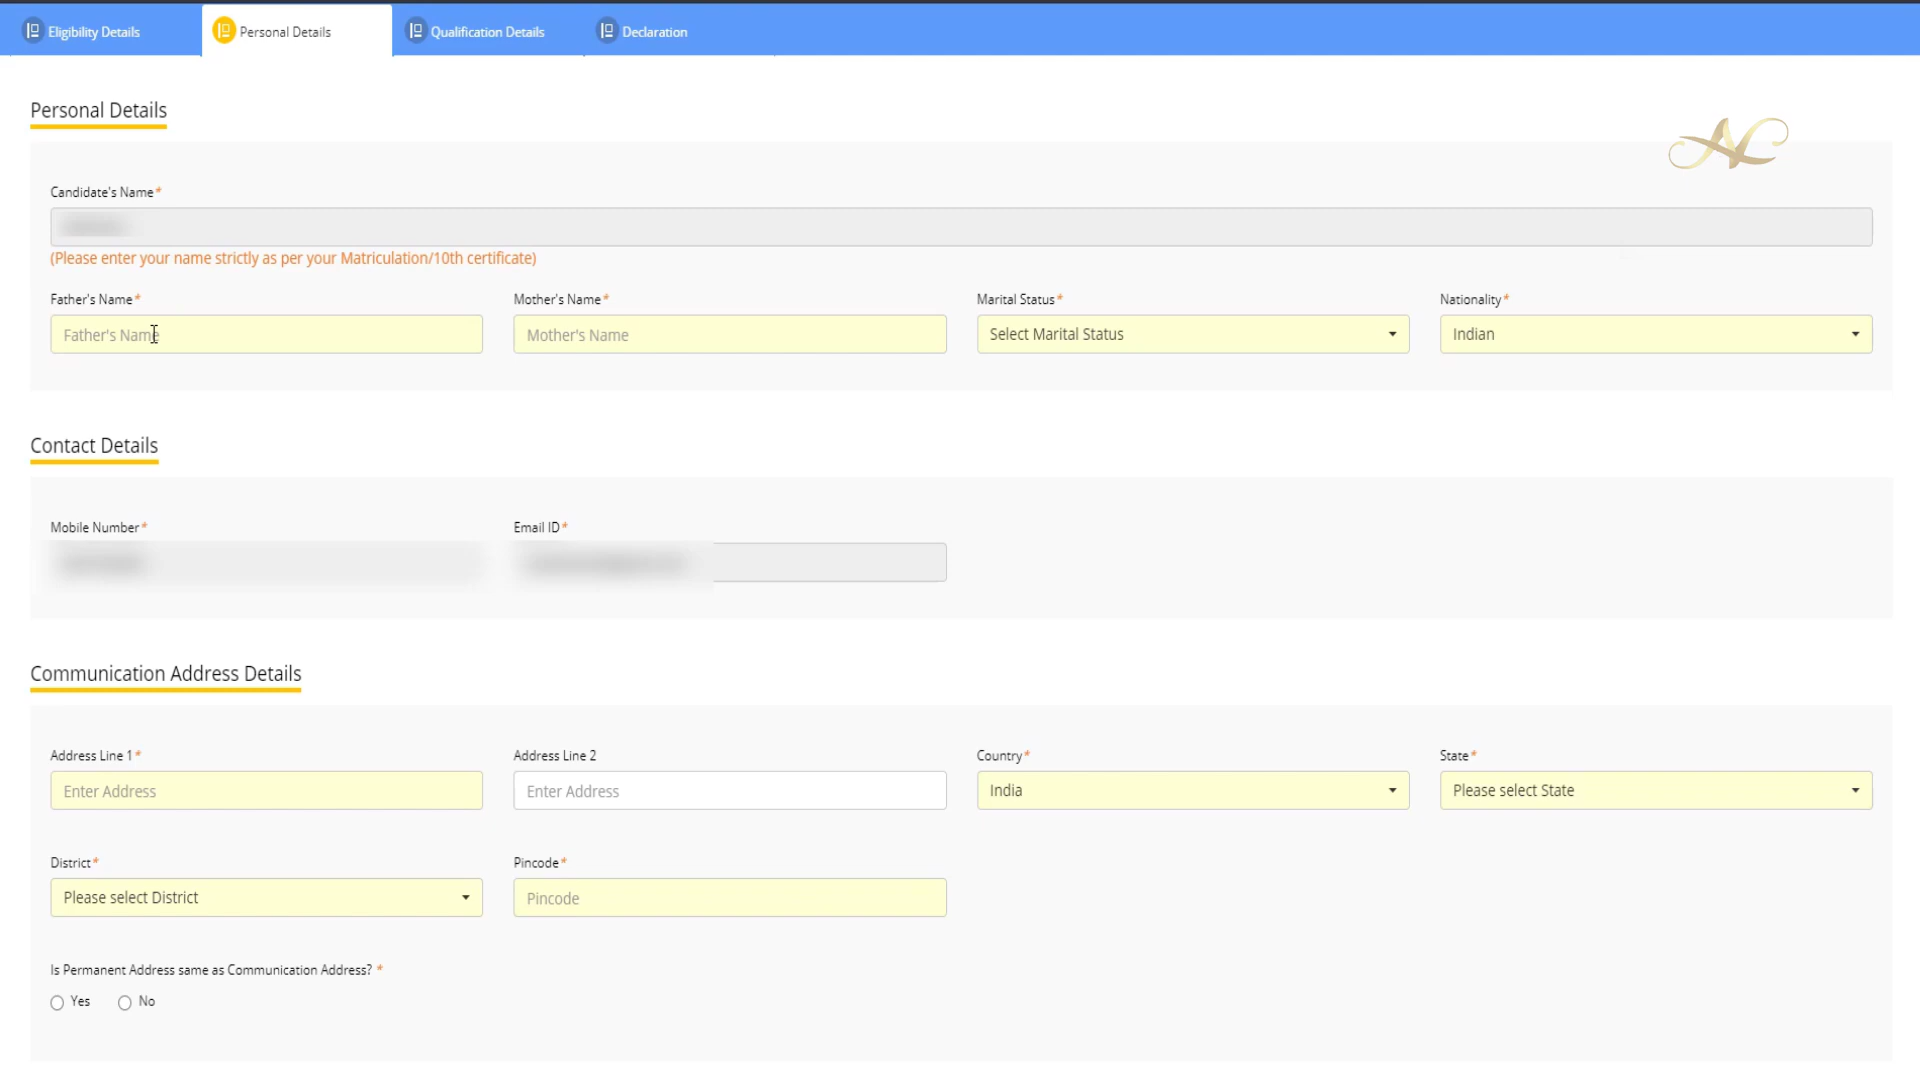 Eligibility Details
Personal Details
Qualification Details
Declaration
Personal Details
NC
Candidate's Name*
(Please enter your name strictly as per your Matriculation/10th certificate)
Father's Name* Mother's Name* Marital Status* Nationality*
Father's Name Mother's Name Select Marital Status Indian
Contact Details
Mobile Number* Email ID*
Communication Address Details
Address Line 1* Address Line 2 Country* State*
Enter Address Enter Address India Please select State
District* Pincode*
Please select District Pincode
Is Permanent Address same as Communication Address? *
Yes No